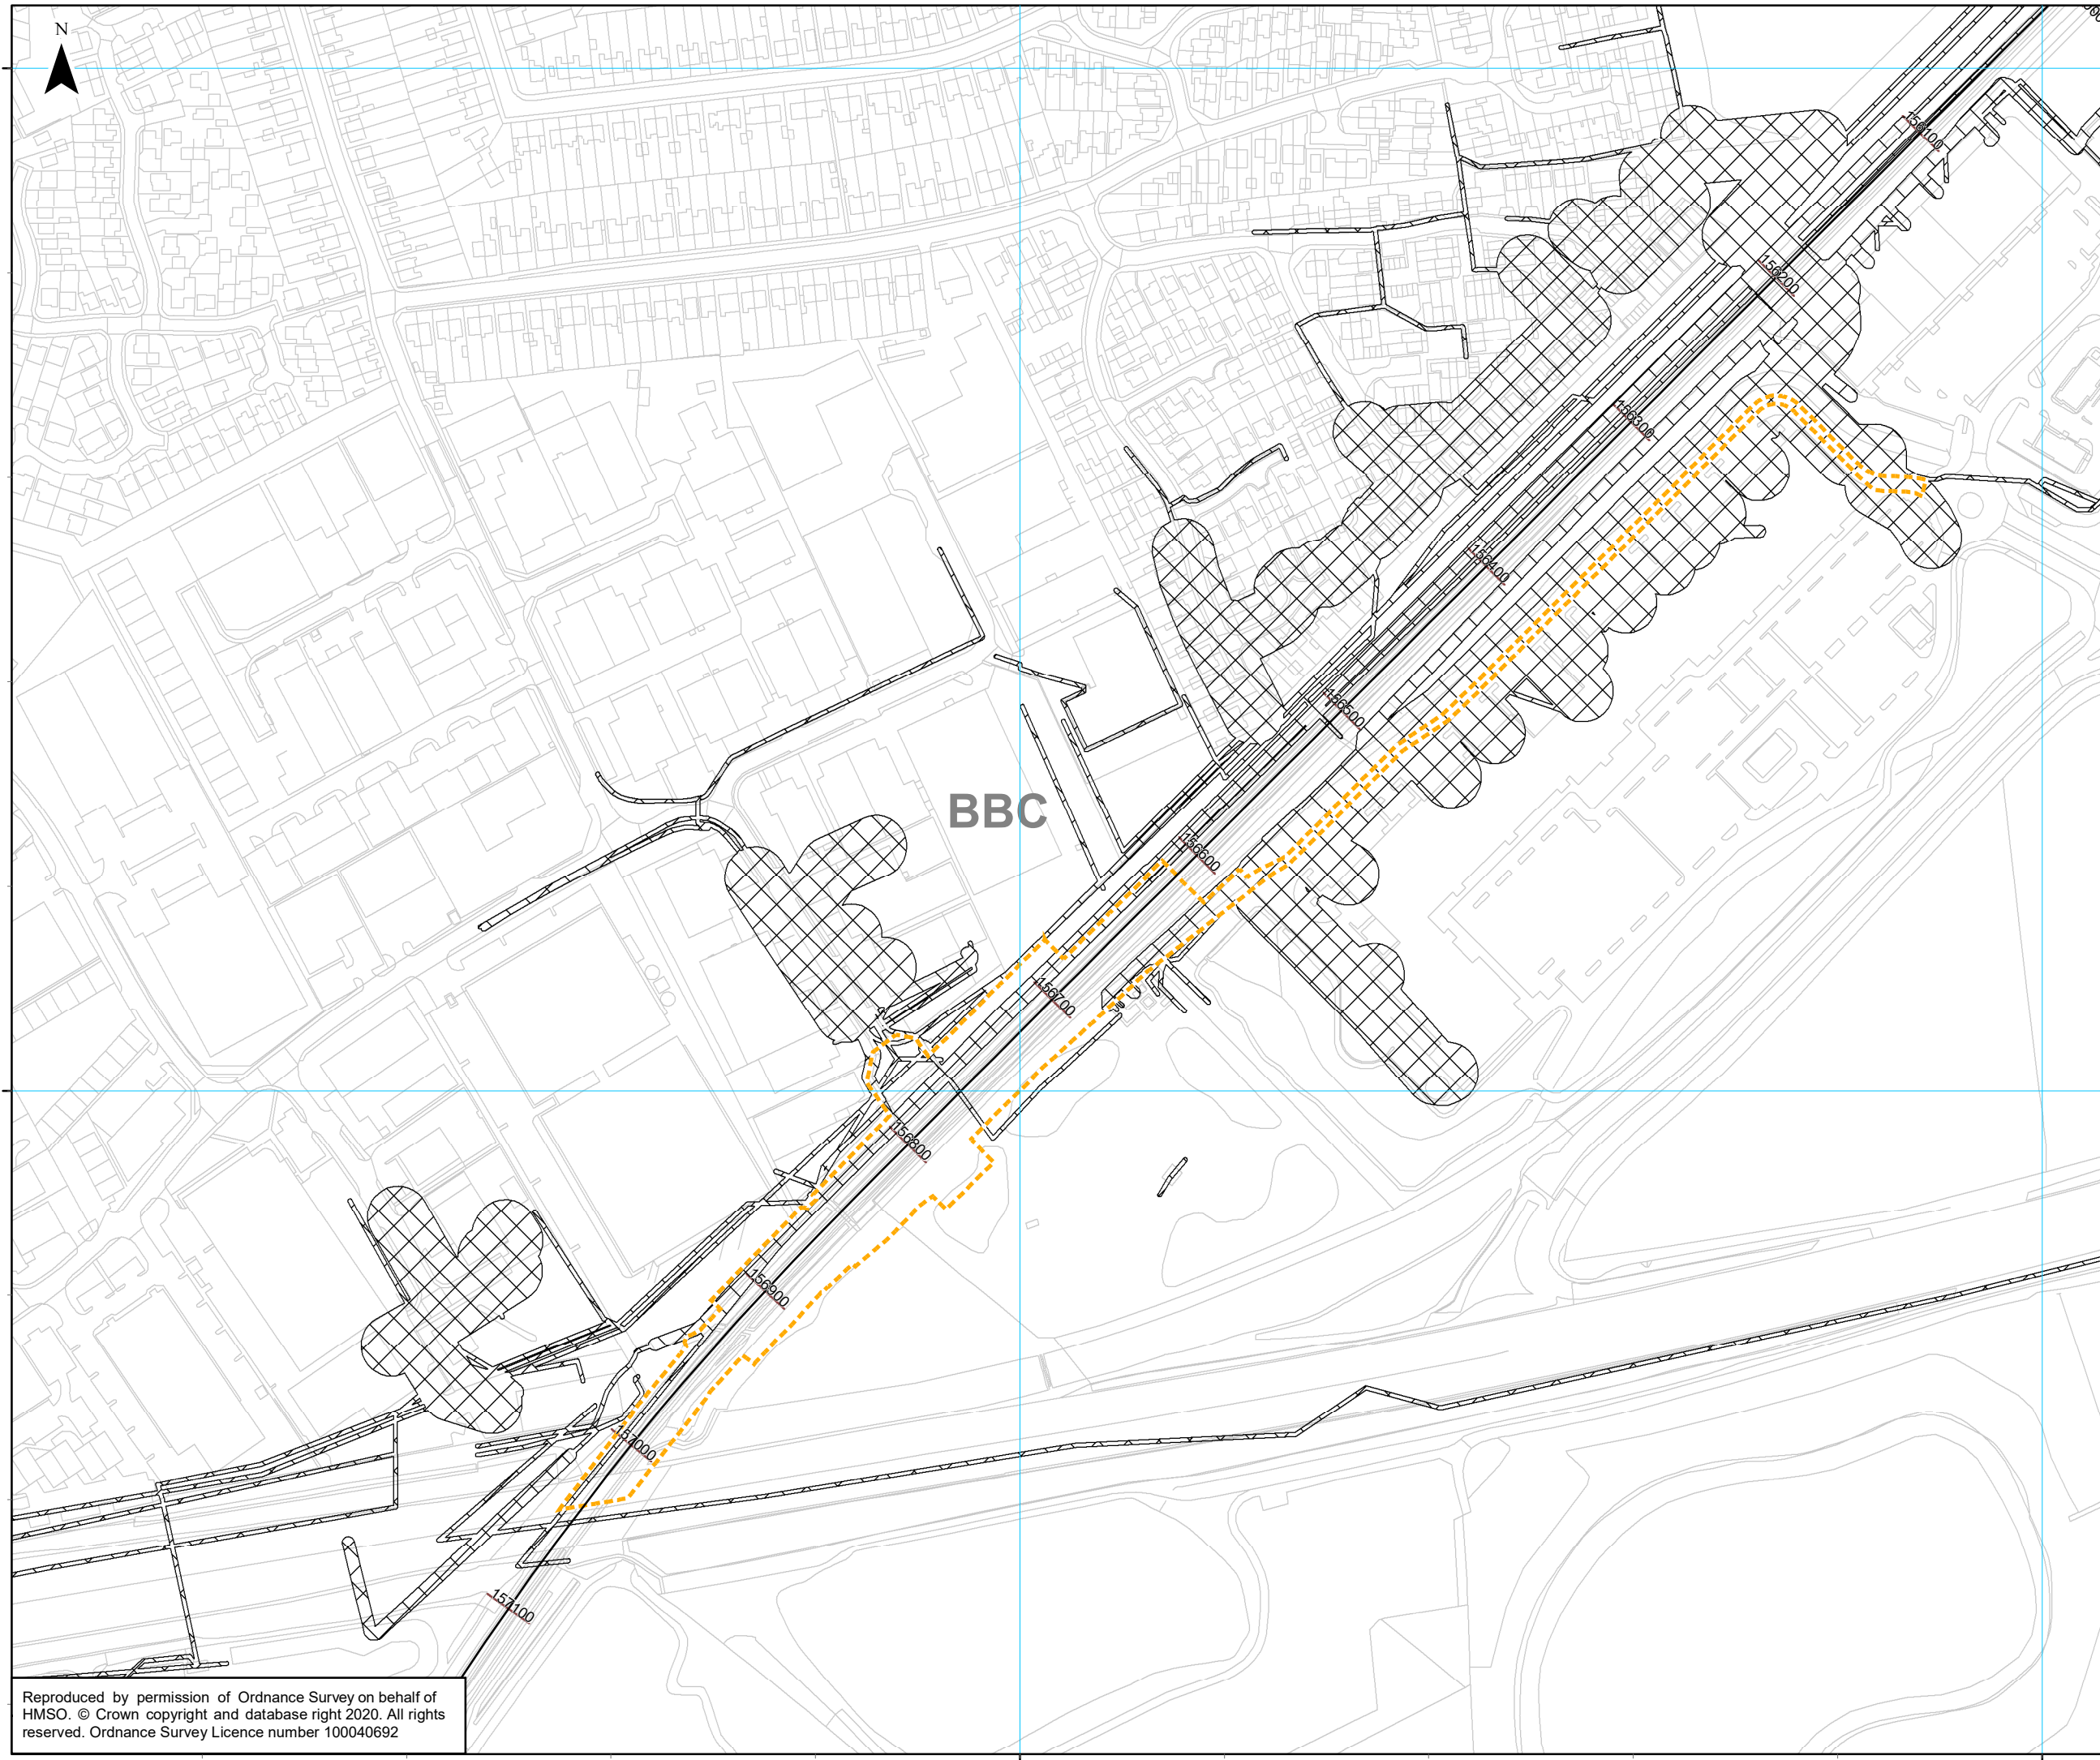 N
156100
156200
156300
156400
156500
BBC
156600
156700
156800
156900
157000
157100
Reproduced by permission of Ordnance Survey on behalf of
HMSO. © Crown copyright and database right 2020. All rights
reserved. Ordnance Survey Licence number 100040692